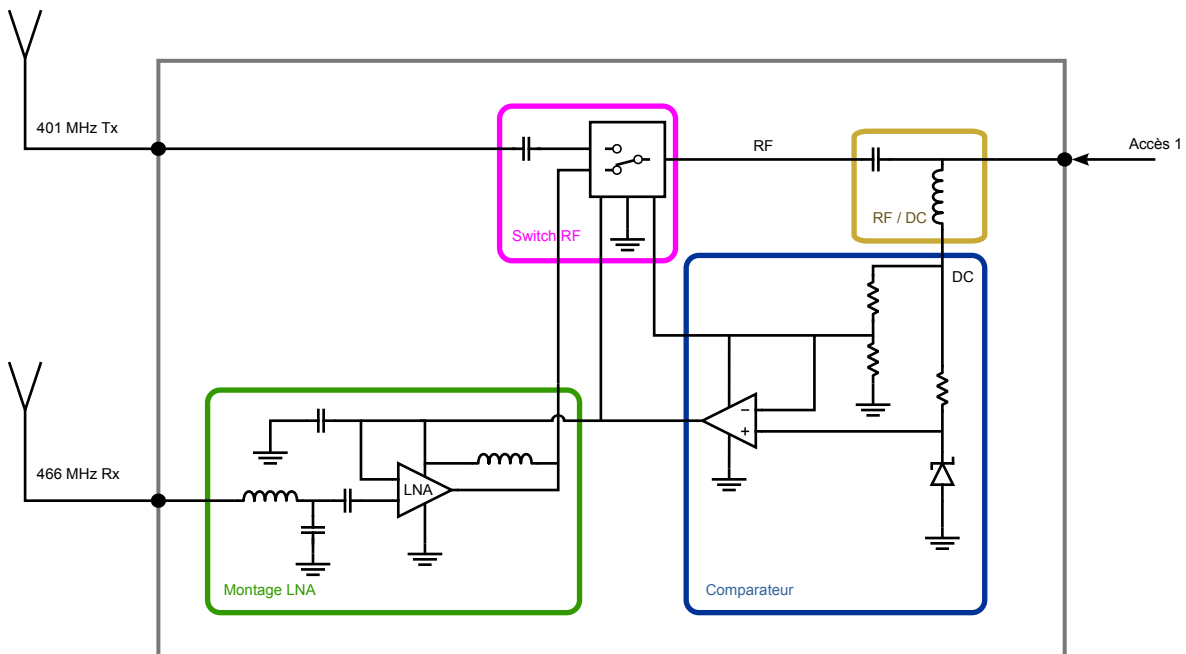 401 MHz Tx
RF
Accès 1
Switch RF
RF / DC
DC
−
+
466 MHz Rx
LNA
Montage LNA
Comparateur